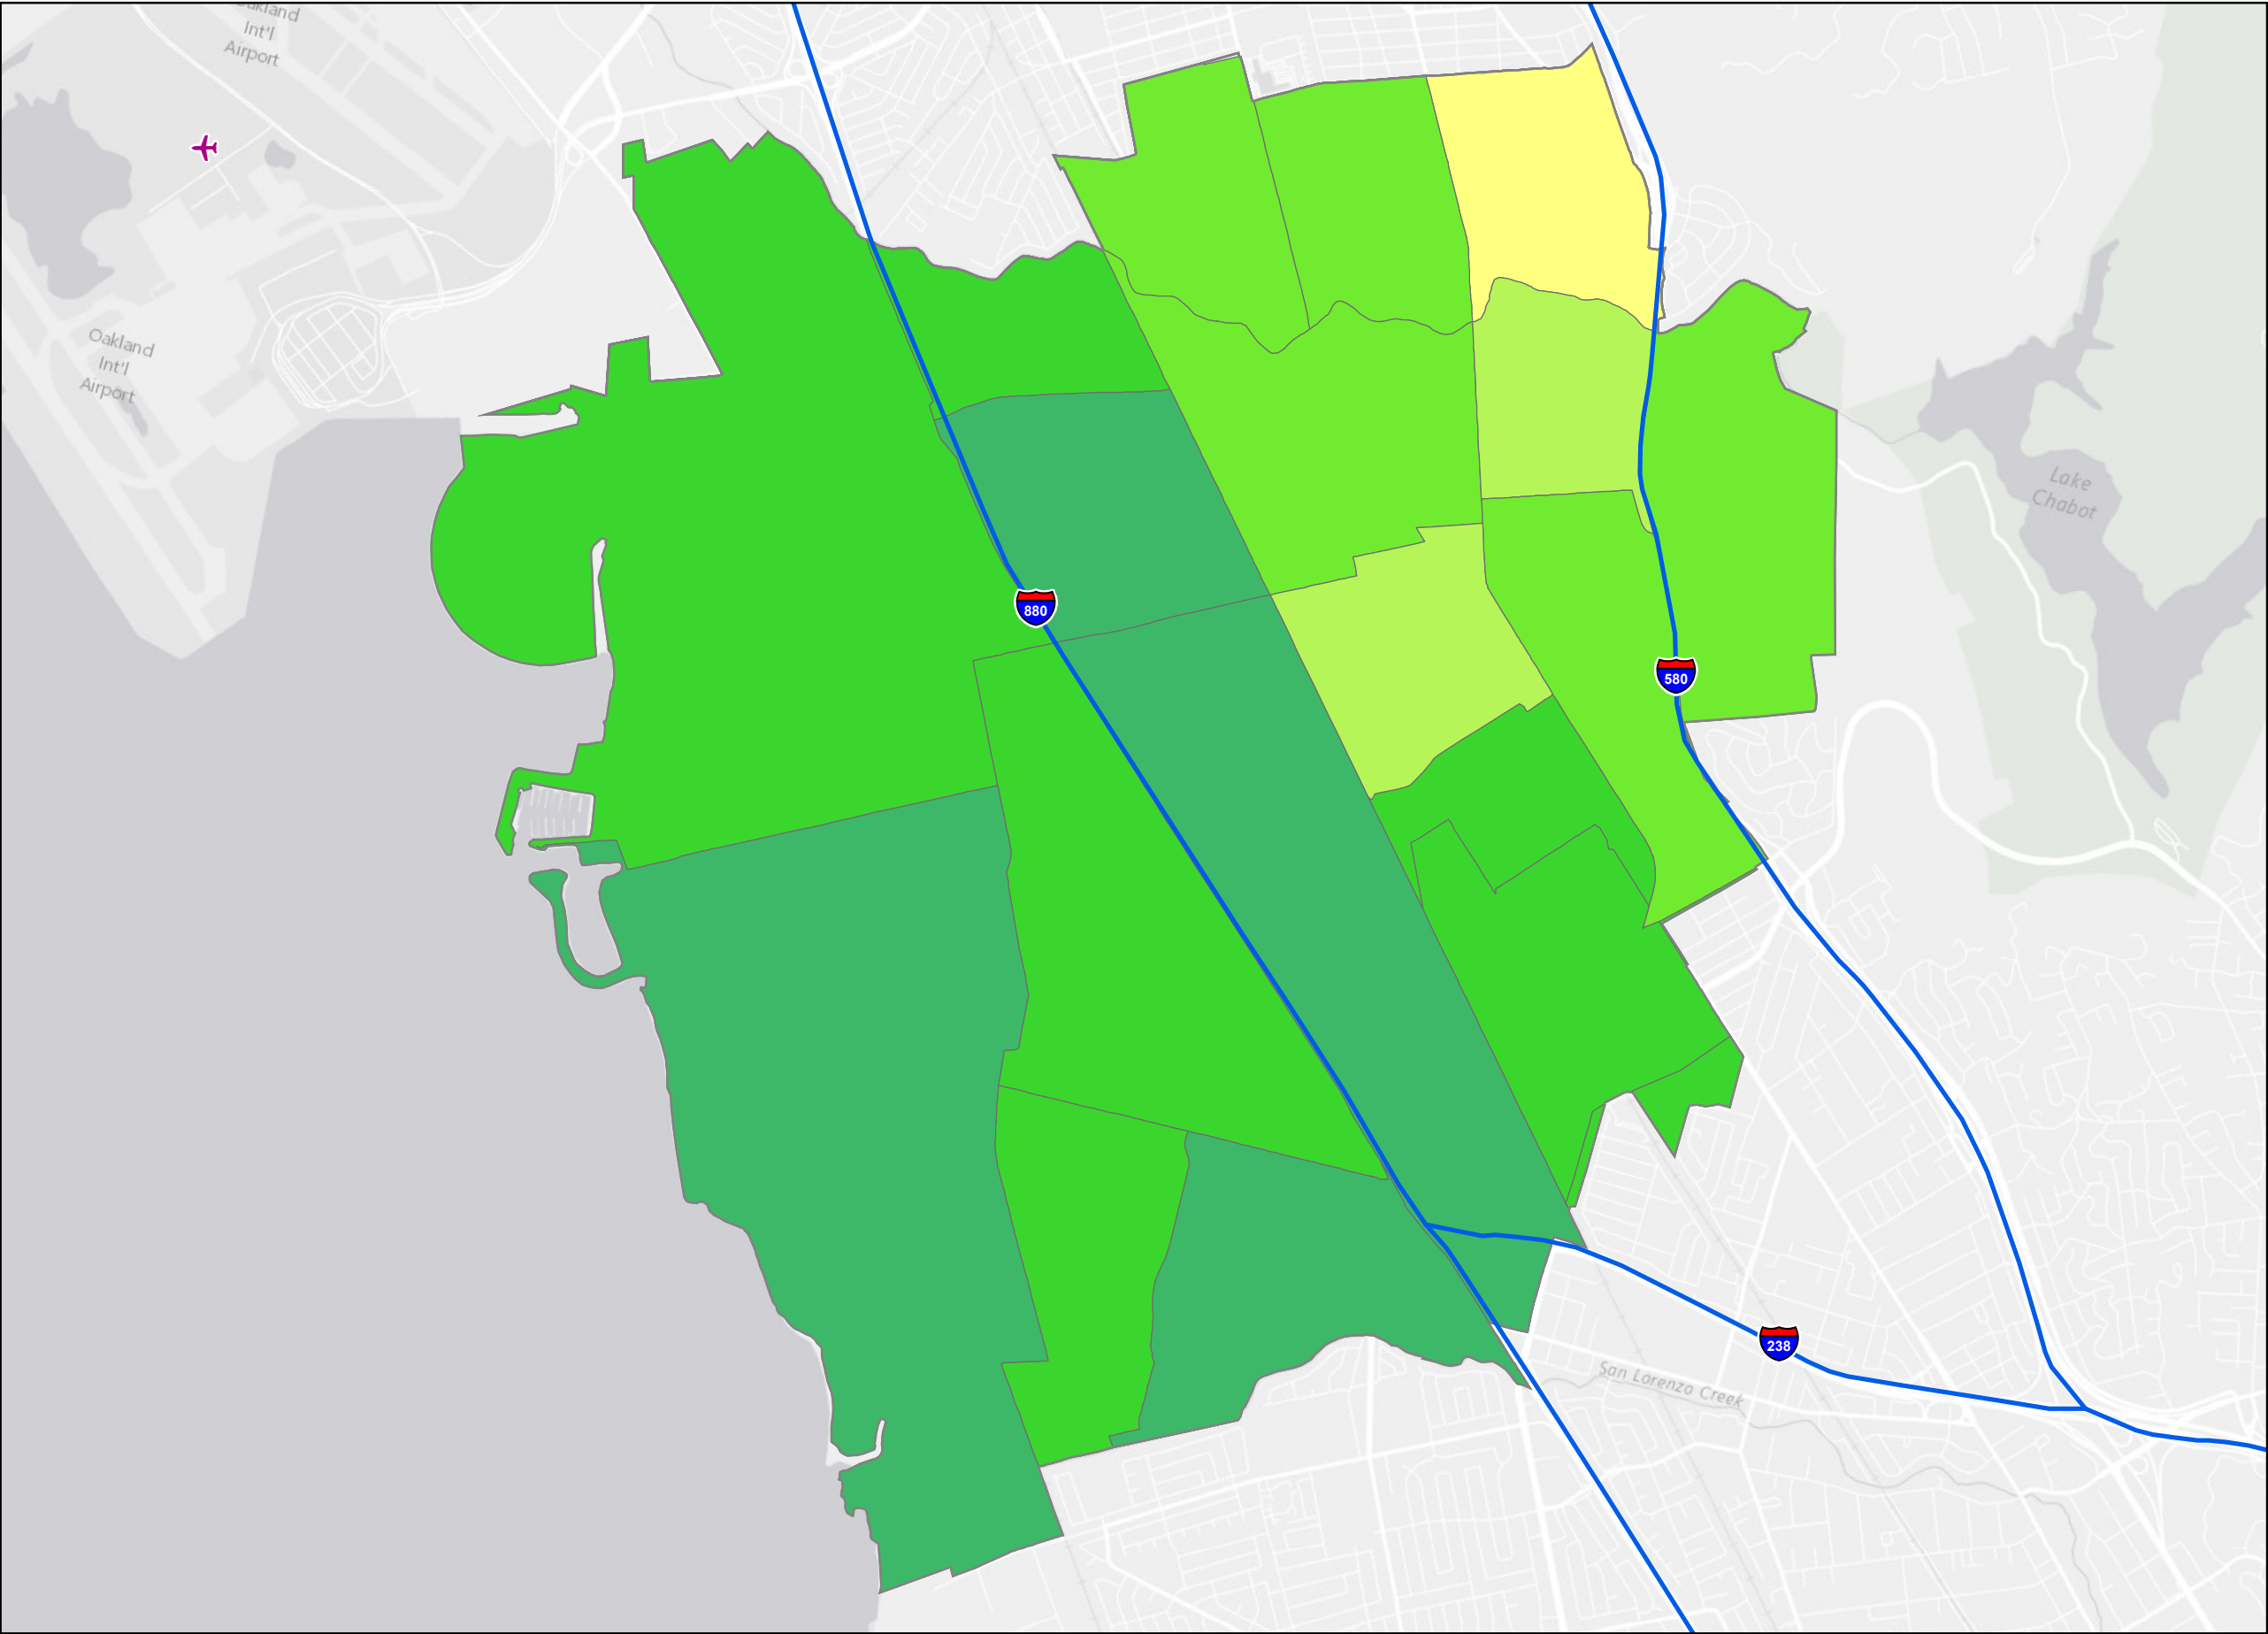 Oakland
Int'l
Airport
Oakland
Int'l
Airport
Lake
Chabot
880
580
238
San Lorenzo Creek